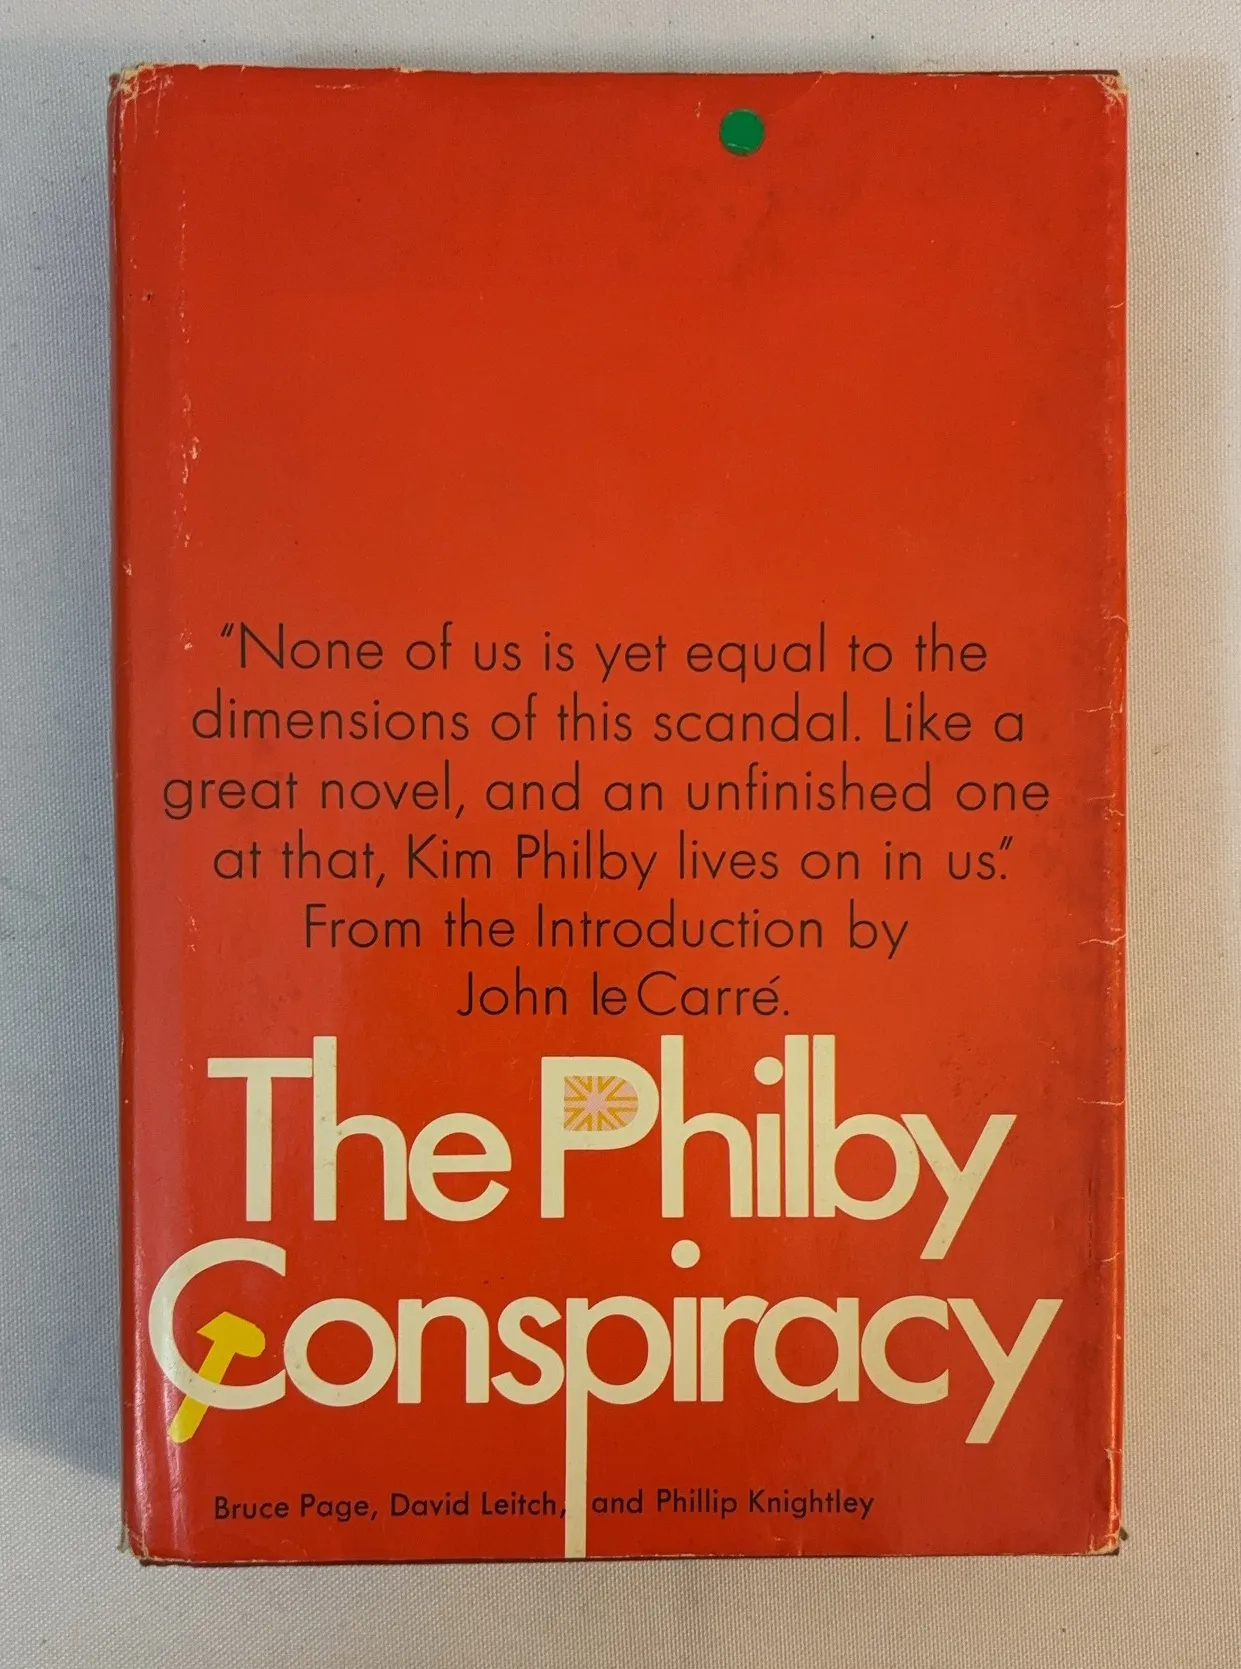 "None of us is yet equal to the
dimensions of this scandal. Like a
great novel, and an unfinished one
at that, Kim Philby lives on in us."
From the Introduction by
John le Carré.
The Philby
Conspiracy
Bruce Page, David Leitch, and Phillip Knightley